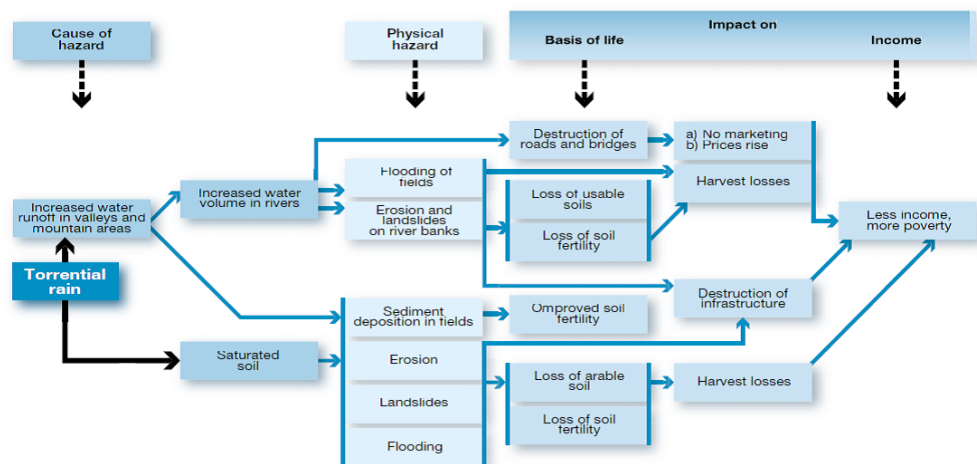 Cause of
hazard
Physical
hazard
Impact on
Basis of life
Income
Destruction of
roads and bridges
a) No marketing
b) Prices rise
Flooding of
fields
Harvest losses
Increased water
volume in rivers
Increased water
runoff in valleys and
mountain areas
Erosion and
landslides
on river banks
Loss of usable
soils
Loss of soil
fertility
Less income,
more poverty
Torrential
rain
Destruction of
infrastructure
Sediment
deposition in fields
Omproved soil
fertility
Saturated
soil
Erosion
Loss of arable
soil
Harvest losses
Landslides
Loss of soil
fertility
Flooding